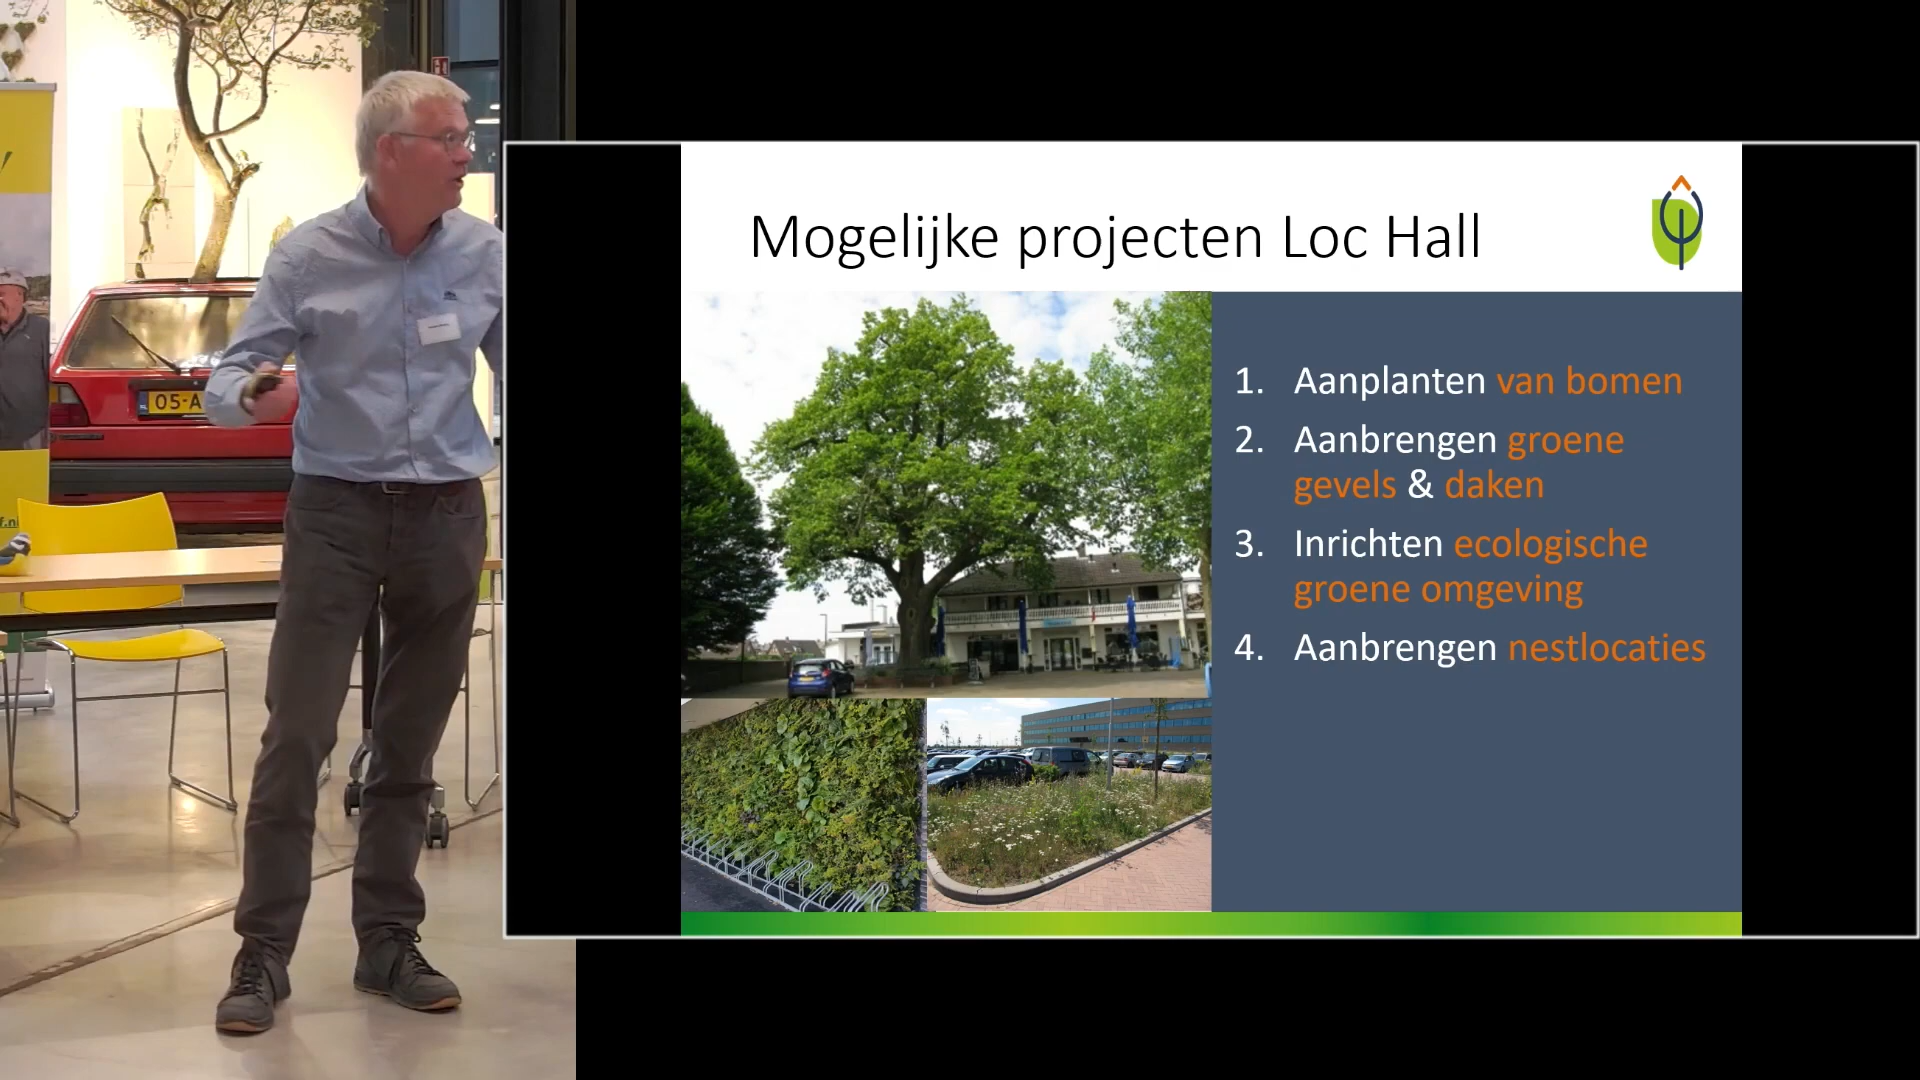 Mogelijke projecten Loc Hall
1. Aanplanten van bomen
2. Aanbrengen groene
gevels & daken
3. Inrichten ecologische
groene omgeving
4. Aanbrengen nestlocaties
05-A